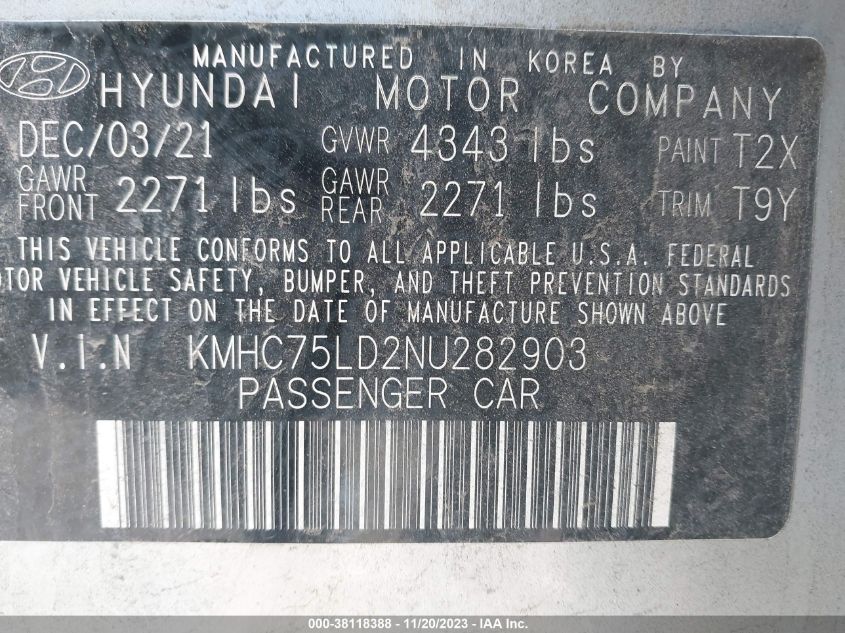 MANUFACTURED IN KOREA BY
HYUNDAI MOTOR COMPANY
DEC/03/21 GVWR 4343 lbs PAINT T2X
GAWR FRONT 2271 lbs GAWR REAR 2271 lbs TRIM T9Y
THIS VEHICLE CONFORMS TO ALL APPLICABLE U.S.A. FEDERAL
TOR VEHICLE SAFETY, BUMPER, AND THEFT PREVENTION STANDARDS
IN EFFECT ON THE DATE OF MANUFACTURE SHOWN ABOVE
V.i.N KMHC75LD2NU282903
PASSENGER CAR
000-38118388 - 11/20/2023 - IAA Inc.